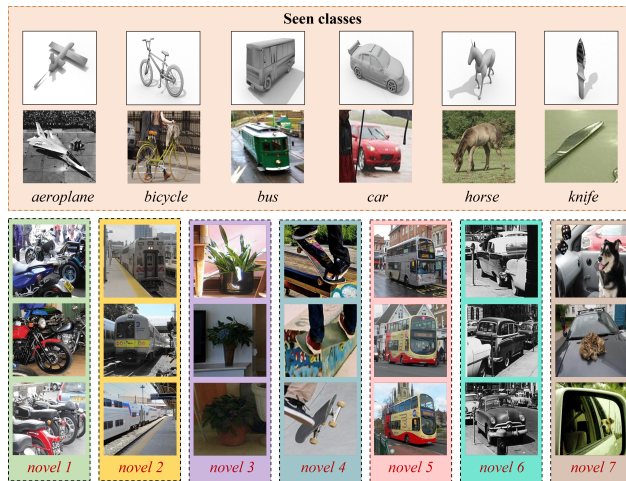 Seen classes
aeroplane bicycle bus car horse knife
novel 1 novel 2 novel 3 novel 4 novel 5 novel 6 novel 7